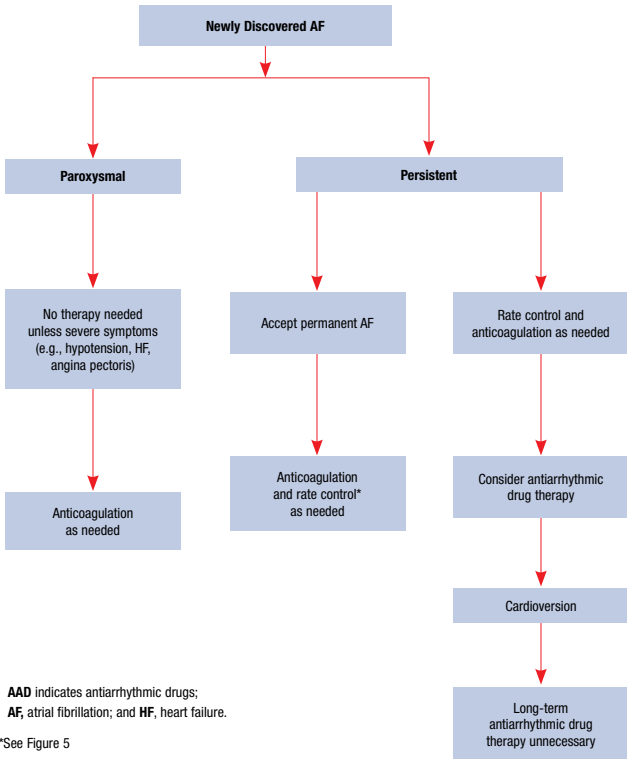 Newly Discovered AF
Paroxysmal
Persistent
No therapy needed
unless severe symptoms
(e.g., hypotension, HF,
angina pectoris)
Accept permanent AF
Rate control and
anticoagulation as needed
Anticoagulation
as needed
Anticoagulation
and rate control*
as needed
Consider antiarrhythmic
drug therapy
Cardioversion
Long-term
antiarrhythmic drug
therapy unnecessary
AAD indicates antiarrhythmic drugs;
AF, atrial fibrillation; and HF, heart failure.
*See Figure 5